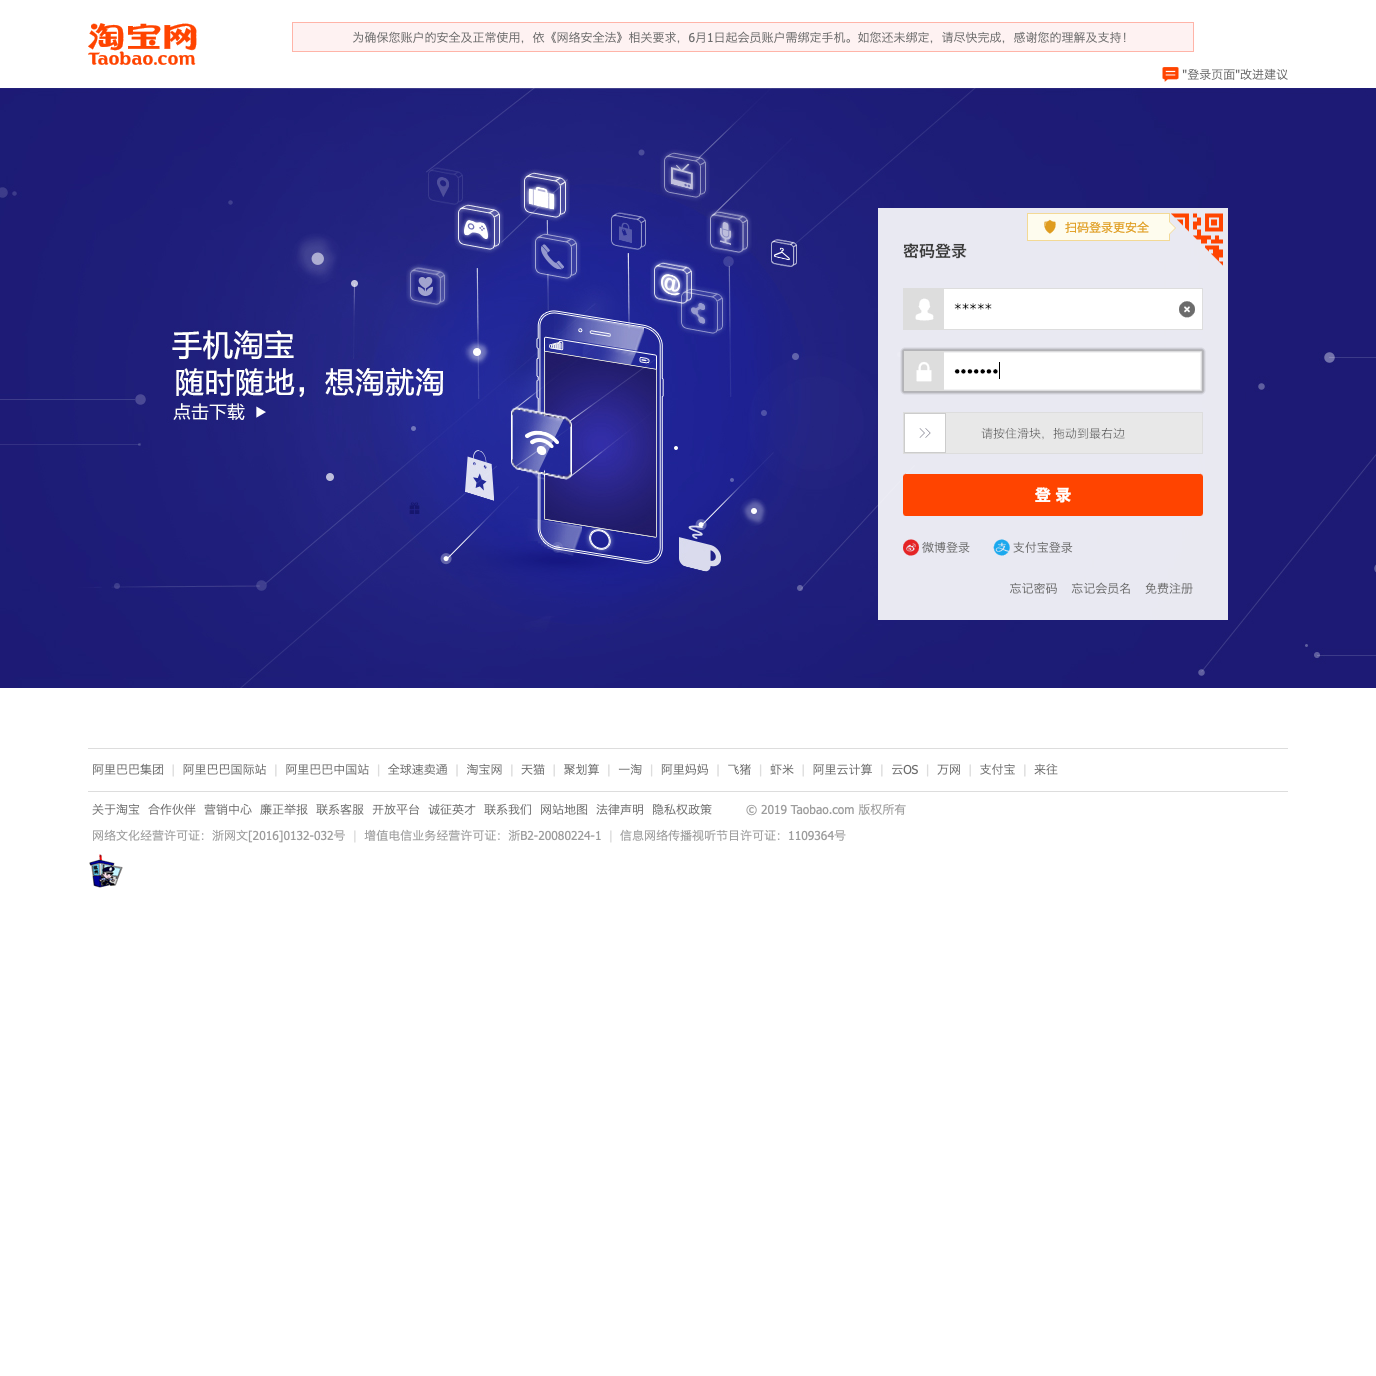 淘宝网
Taobao.com
为确保您账户的安全及正常使用，依《网络安全法》相关要求，6月1日起会员账户需绑定手机。如您还未绑定，请尽快完成，感谢您的理解及支持！
"登录页面"改进建议
手机淘宝
随时随地，想淘就淘
点击下载
扫码登录更安全
密码登录
*****
•••••••
请按住滑块，拖动到最右边
登 录
微博登录 支付宝登录
忘记密码 忘记会员名 免费注册
阿里巴巴集团 | 阿里巴巴国际站 | 阿里巴巴中国站 | 全球速卖通 | 淘宝网 | 天猫 | 聚划算 | 一淘 | 阿里妈妈 | 飞猪 | 虾米 | 阿里云计算 | 云OS | 万网 | 支付宝 | 来往
关于淘宝 合作伙伴 营销中心 廉正举报 联系客服 开放平台 诚征英才 联系我们 网站地图 法律声明 隐私权政策 © 2019 Taobao.com 版权所有
网络文化经营许可证：浙网文[2016]0132-032号 | 增值电信业务经营许可证：浙B2-20080224-1 | 信息网络传播视听节目许可证：1109364号